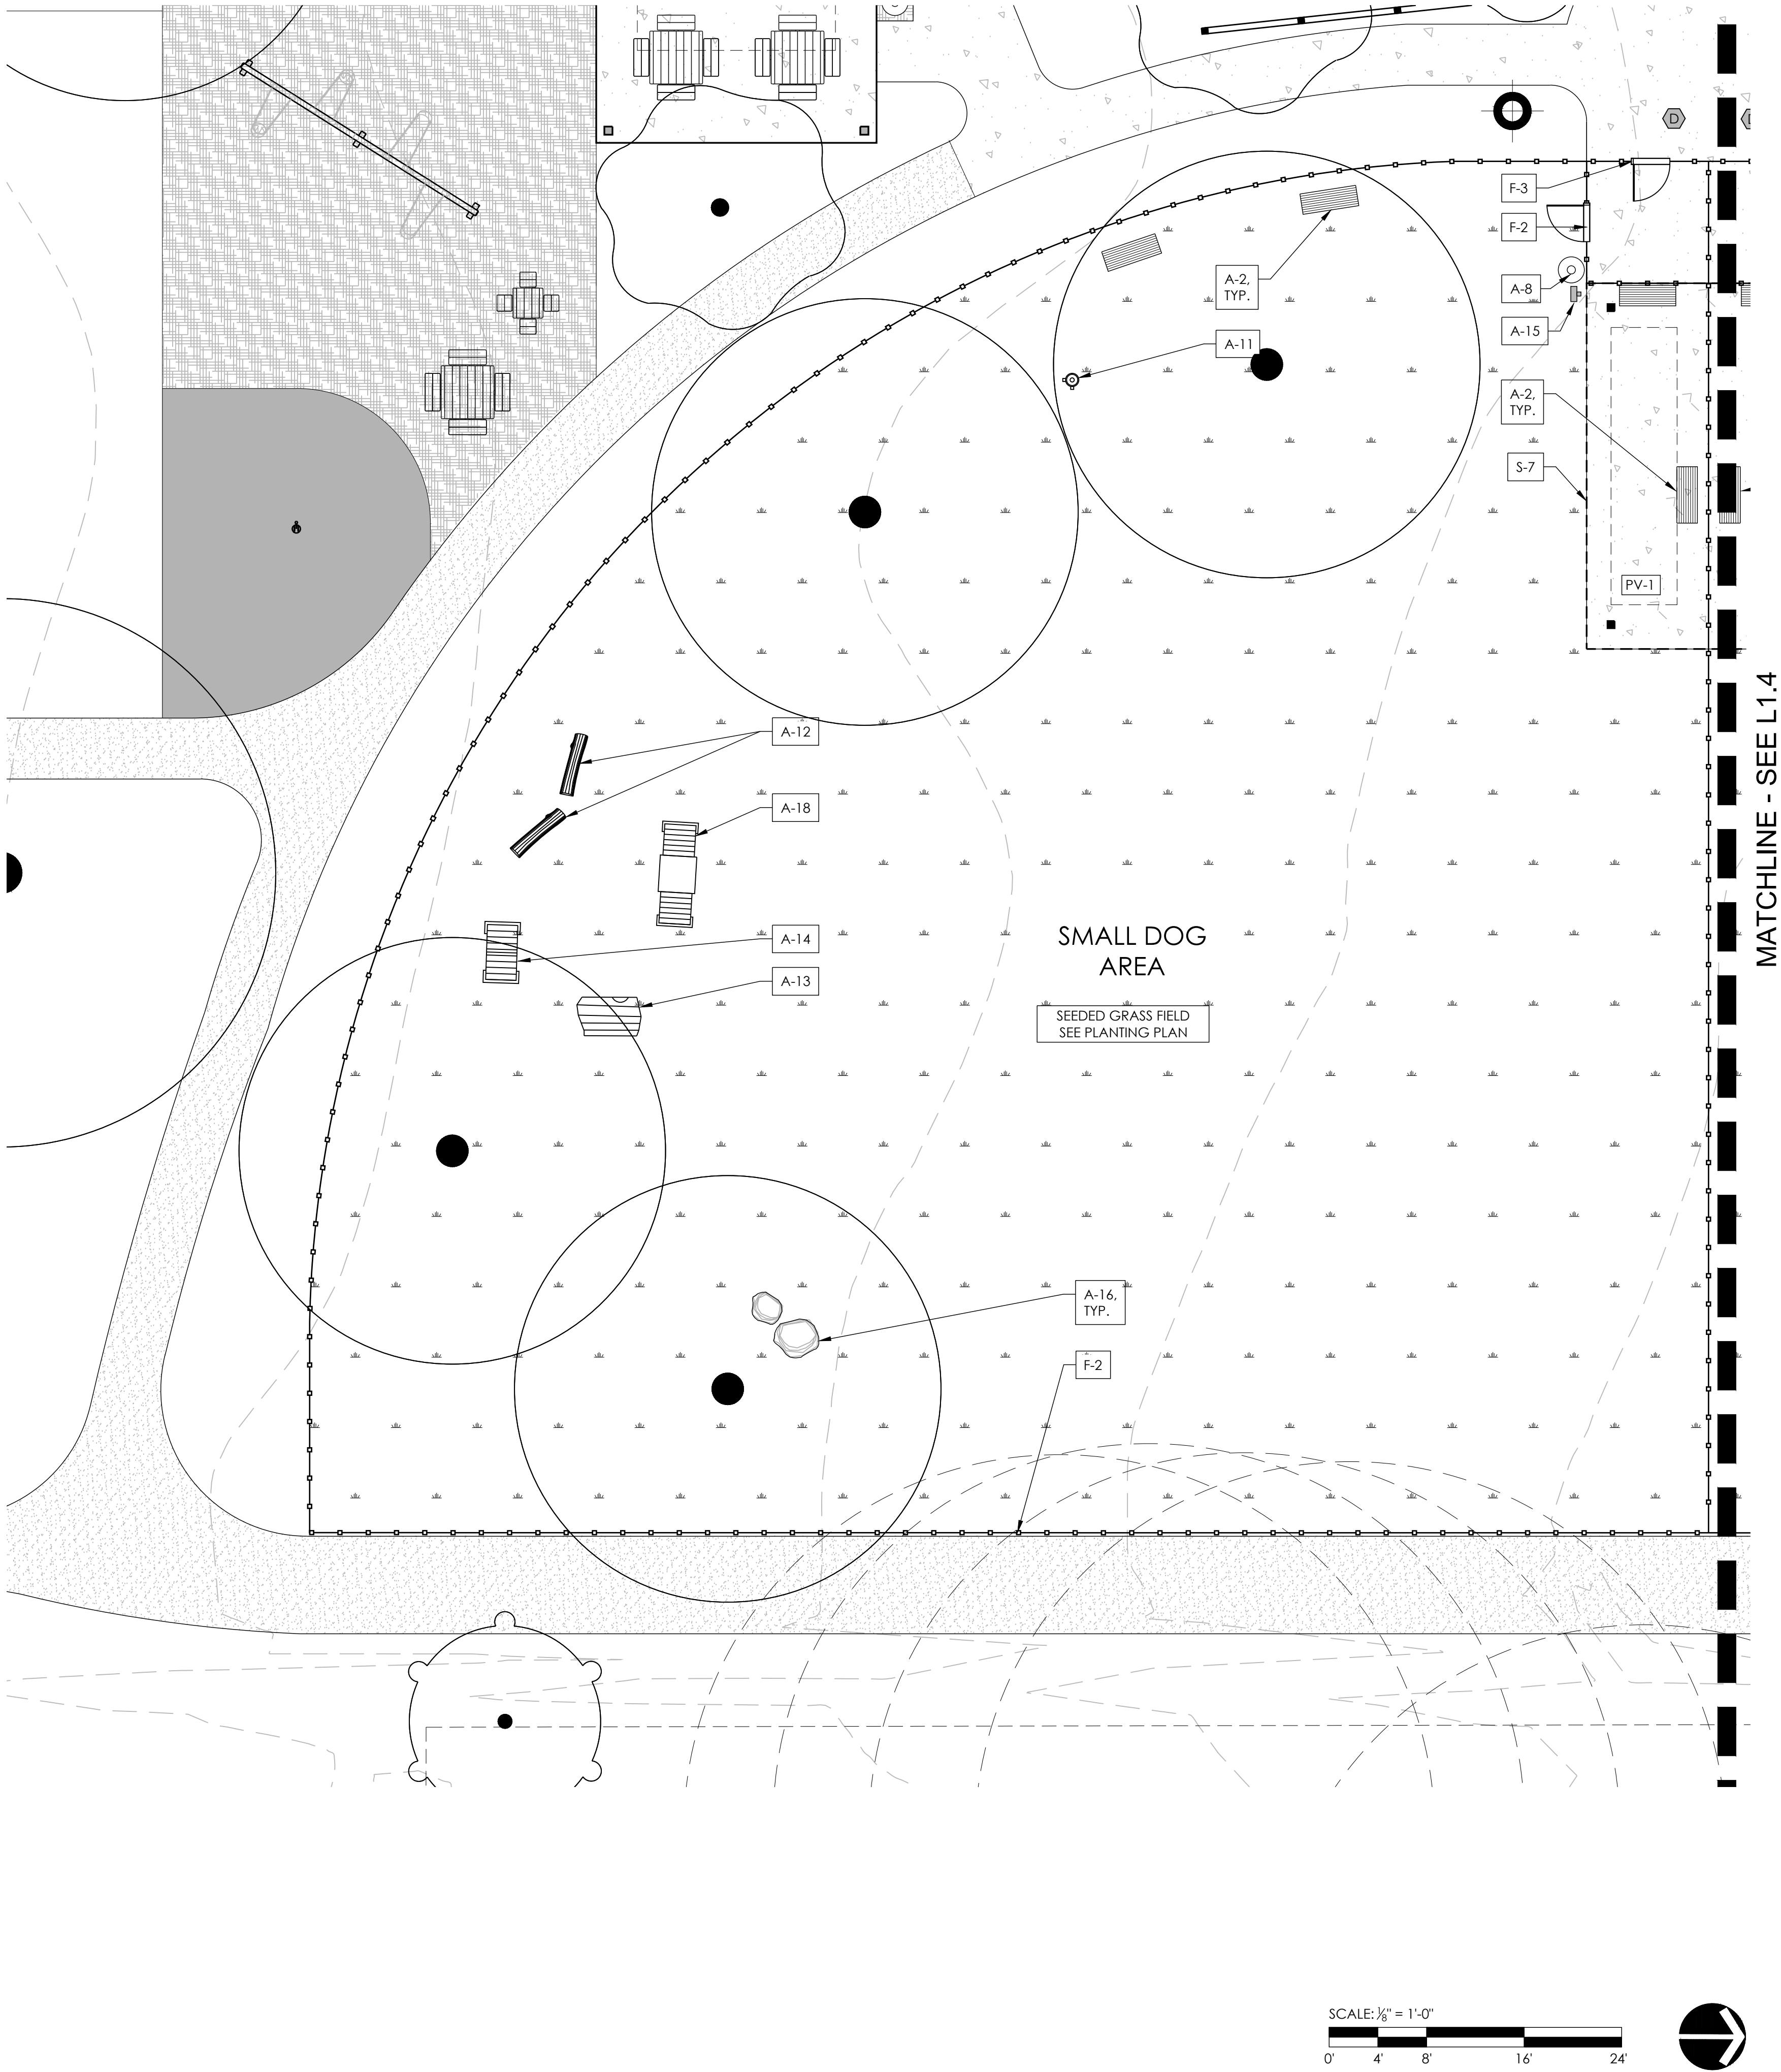 D
F-3
F-2
A-2,
TYP.
A-8
A-15
A-11
A-2,
TYP.
S-7
PV-1
MATCHLINE - SEE L1.4
A-12
A-18
A-14
A-13
SMALL DOG
AREA
SEEDED GRASS FIELD
SEE PLANTING PLAN
A-16,
TYP.
F-2
SCALE: ⅛" = 1'-0"
0' 4' 8' 16' 24'